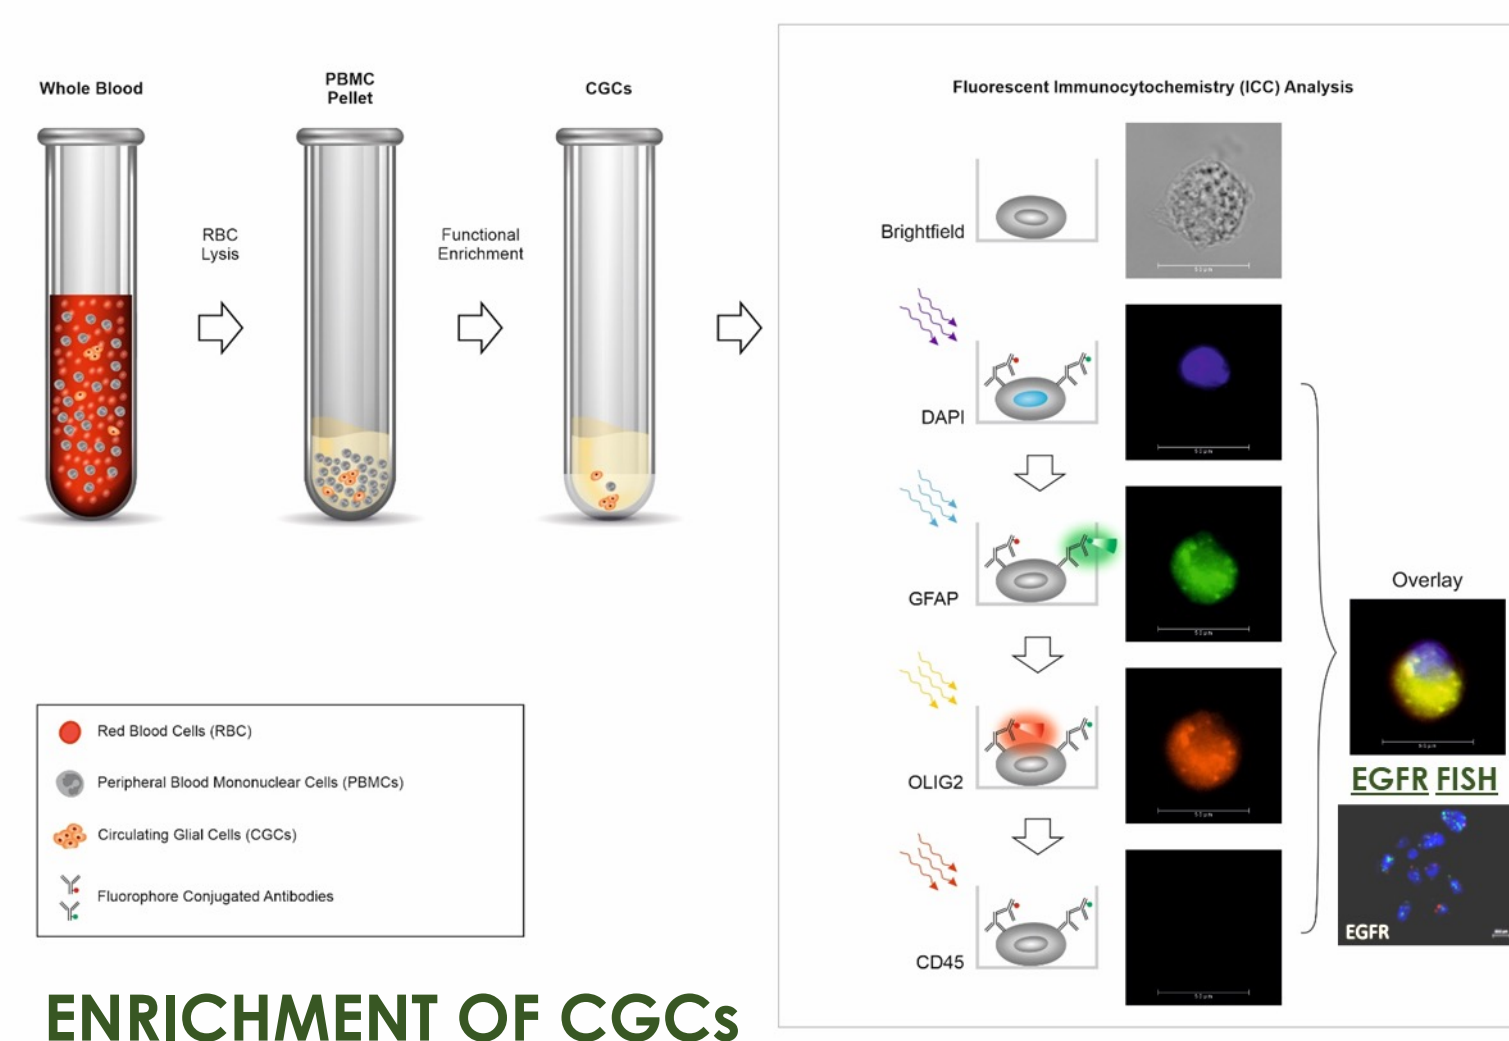 Whole Blood
PBMC
Pellet
CGCs
RBC
Lysis
Functional
Enrichment
Red Blood Cells (RBC)
Peripheral Blood Mononuclear Cells (PBMCs)
Circulating Glial Cells (CGCs)
Fluorophore Conjugated Antibodies
ENRICHMENT OF CGCs
Fluorescent Immunocytochemistry (ICC) Analysis
Brightfield
DAPI
GFAP
OLIG2
CD45
Overlay
EGFR FISH
EGFR